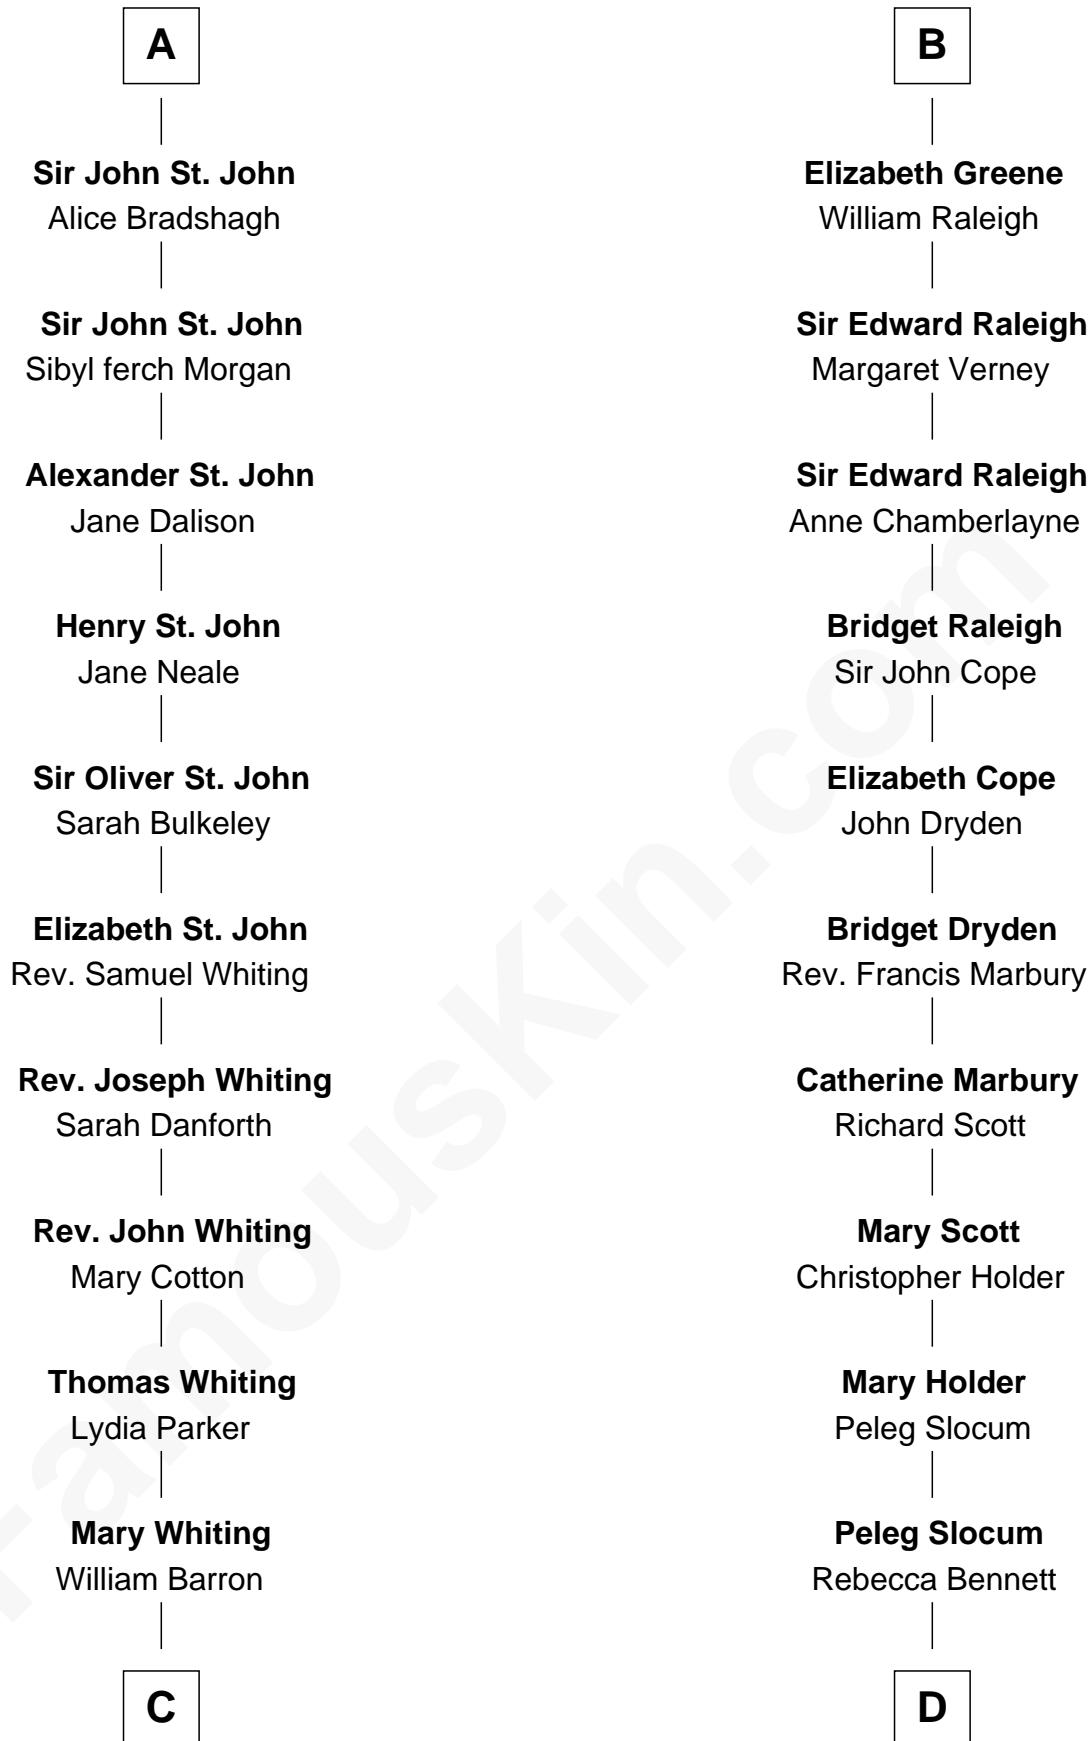 A
Sir John St. John
Alice Bradshagh
Sir John St. John
Sibyl ferch Morgan
Alexander St. John
Jane Dalison
Henry St. John
Jane Neale
Sir Oliver St. John
Sarah Bulkeley
Elizabeth St. John
Rev. Samuel Whiting
Rev. Joseph Whiting
Sarah Danforth
Rev. John Whiting
Mary Cotton
Thomas Whiting
Lydia Parker
Mary Whiting
William Barron
C
B
Elizabeth Greene
William Raleigh
Sir Edward Raleigh
Margaret Verney
Sir Edward Raleigh
Anne Chamberlayne
Bridget Raleigh
Sir John Cope
Elizabeth Cope
John Dryden
Bridget Dryden
Rev. Francis Marbury
Catherine Marbury
Richard Scott
Mary Scott
Christopher Holder
Mary Holder
Peleg Slocum
Peleg Slocum
Rebecca Bennett
D
FamousKin.com